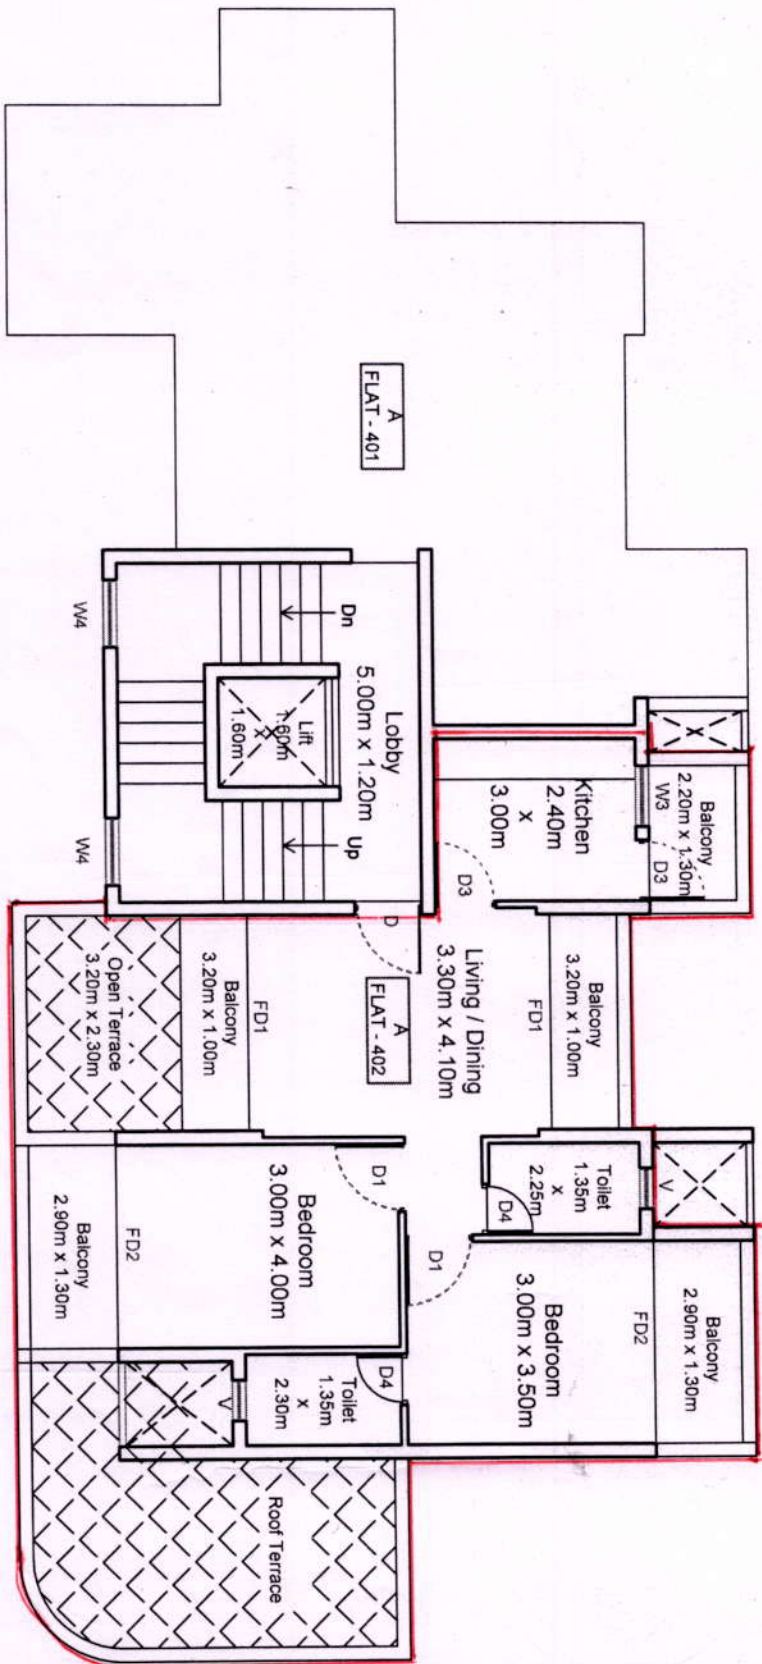 A
FLAT - 401
Dn
Lobby
5.00m x 1.20m
Lift
1.60m
X
1.60m
Up
W4
W4
Kitchen
2.40m
X
3.00m
Balcony
2.20m x 1.30m
W3
D3
D3
D
Living / Dining
3.30m x 4.10m
A
FLAT - 402
FD1
Balcony
3.20m x 1.00m
FD1
Balcony
3.20m x 1.00m
Open Terrace
3.20m x 2.30m
Toilet
1.35m
X
2.25m
V
D4
D1
D1
Bedroom
3.00m x 4.00m
FD2
Balcony
2.90m x 1.30m
Bedroom
3.00m x 3.50m
FD2
Balcony
2.90m x 1.30m
Toilet
1.35m
X
2.30m
D4
V
Roof Terrace